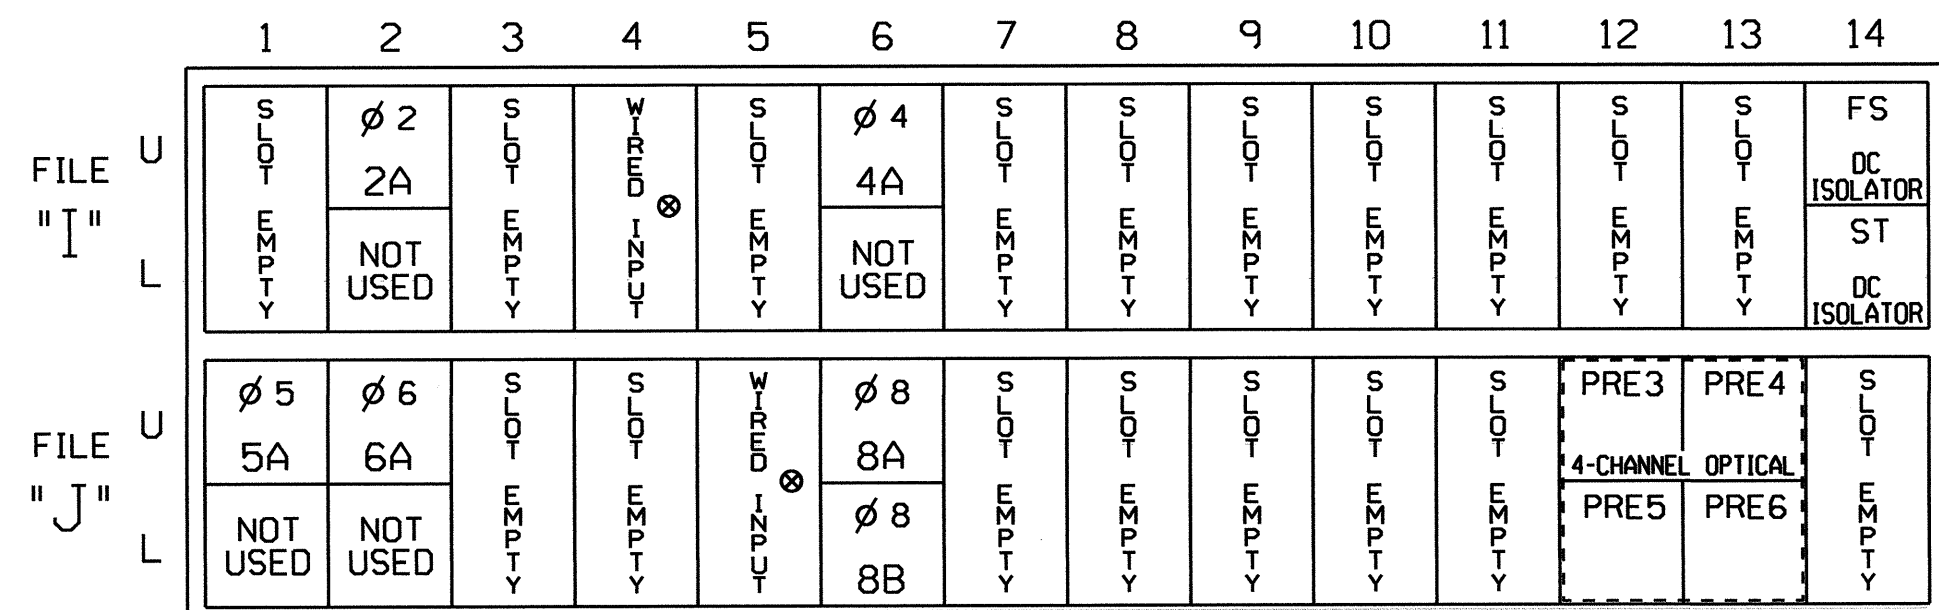 1 2 3 4 5 6 7 8 9 10 11 12 13 14
FILE "I"
U
L
SLOT EMPTY
Ø 2
2A
NOT USED
SLOT EMPTY
WIRED INPUT ⊗
SLOT EMPTY
Ø 4
4A
NOT USED
SLOT EMPTY
SLOT EMPTY
SLOT EMPTY
SLOT EMPTY
SLOT EMPTY
SLOT EMPTY
SLOT EMPTY
FS
DC
ISOLATOR
ST
DC
ISOLATOR
FILE "J"
U
L
Ø 5
5A
NOT USED
Ø 6
6A
NOT USED
SLOT EMPTY
SLOT EMPTY
WIRED INPUT ⊗
Ø 8
8A
Ø 8
8B
SLOT EMPTY
SLOT EMPTY
SLOT EMPTY
SLOT EMPTY
SLOT EMPTY
PRE3 PRE4
4-CHANNEL OPTICAL
PRE5 PRE6
SLOT EMPTY